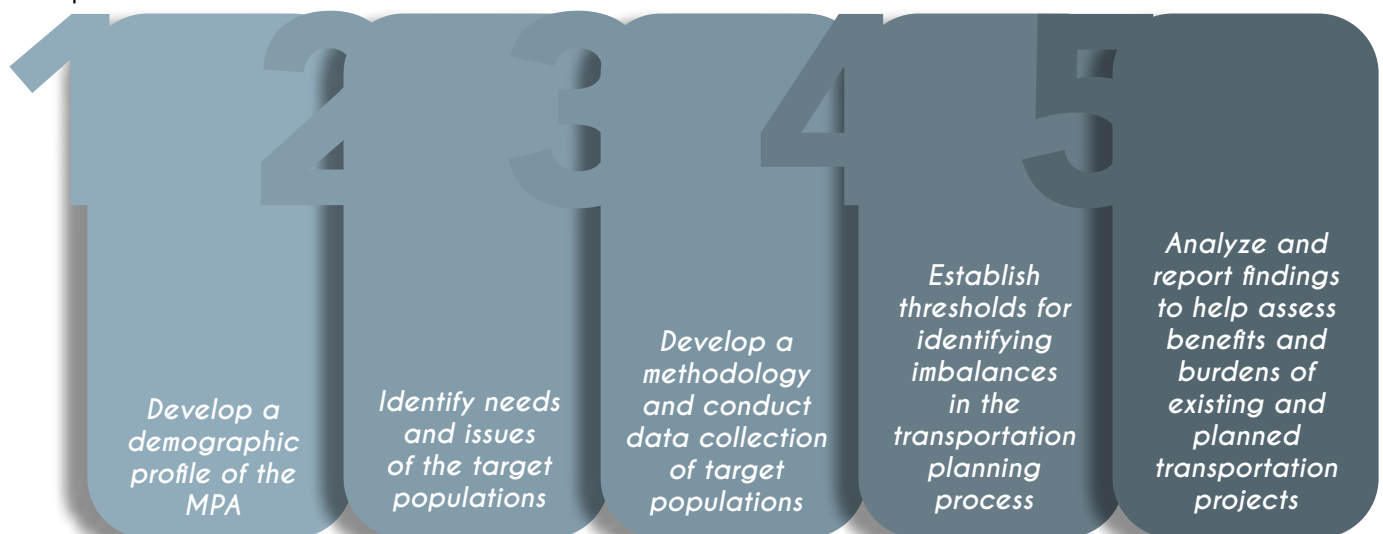 1
Develop a
demographic
profile of the
MPA
2
Identify needs
and issues
of the target
populations
3
Develop a
methodology
and conduct
data collection
of target
populations
4
Establish
thresholds for
identifying
imbalances
in the
transportation
planning
process
5
Analyze and
report findings
to help assess
benefits and
burdens of
existing and
planned
transportation
projects